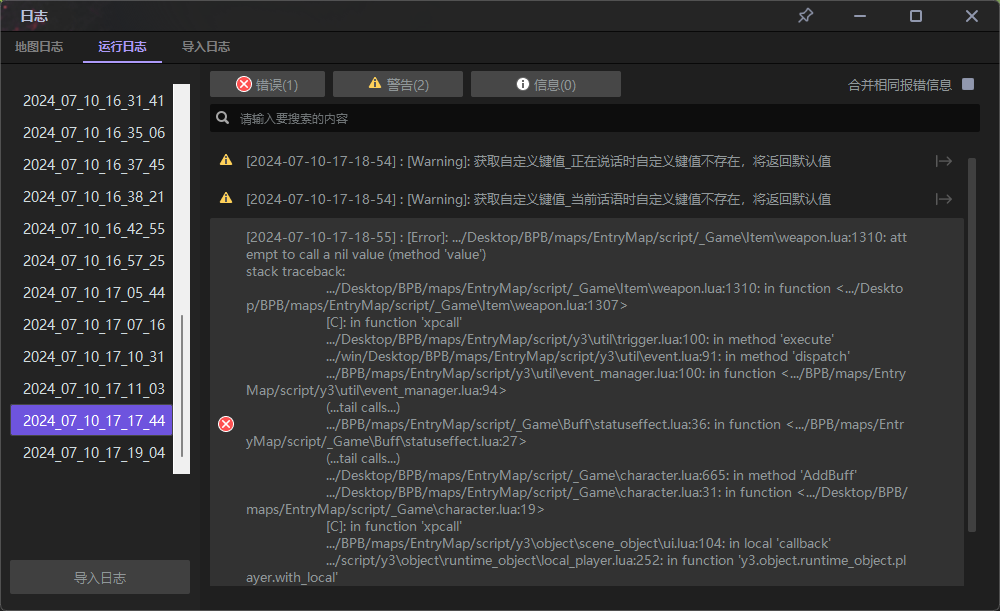 日志
地图日志 运行日志 导入日志
2024_07_10_16_31_41
2024_07_10_16_35_06
2024_07_10_16_37_45
2024_07_10_16_38_21
2024_07_10_16_42_55
2024_07_10_16_57_25
2024_07_10_17_05_44
2024_07_10_17_07_16
2024_07_10_17_10_31
2024_07_10_17_11_03
2024_07_10_17_17_44
2024_07_10_17_19_04
导入日志
错误(1) 警告(2) 信息(0) 合并相同报错信息
请输入要搜索的内容
[2024-07-10-17-18-54] : [Warning]: 获取自定义键值_正在说话时自定义键值不存在，将返回默认值
[2024-07-10-17-18-54] : [Warning]: 获取自定义键值_当前话语时自定义键值不存在，将返回默认值
[2024-07-10-17-18-55] : [Error]: .../Desktop/BPB/maps/EntryMap/script/_Game\Item\weapon.lua:1310: att
empt to call a nil value (method 'value')
stack traceback:
.../Desktop/BPB/maps/EntryMap/script/_Game\Item\weapon.lua:1310: in function <.../Deskto
p/BPB/maps/EntryMap/script/_Game\Item\weapon.lua:1307>
[C]: in function 'xpcall'
.../Desktop/BPB/maps/EntryMap/script/y3\util\trigger.lua:100: in method 'execute'
.../win/Desktop/BPB/maps/EntryMap/script/y3\util\event.lua:91: in method 'dispatch'
.../BPB/maps/EntryMap/script/y3\util\event_manager.lua:100: in function <.../BPB/maps/Entry
Map/script/y3\util\event_manager.lua:94>
(...tail calls...)
.../BPB/maps/EntryMap/script/_Game\Buff\statuseffect.lua:36: in function <.../BPB/maps/Entr
yMap/script/_Game\Buff\statuseffect.lua:27>
(...tail calls...)
.../Desktop/BPB/maps/EntryMap/script/_Game\character.lua:665: in method 'AddBuff'
.../Desktop/BPB/maps/EntryMap/script/_Game\character.lua:31: in function <.../Desktop/BPB/
maps/EntryMap/script/_Game\character.lua:19>
[C]: in function 'xpcall'
.../BPB/maps/EntryMap/script/y3\object\scene_object\ui.lua:104: in local 'callback'
.../script/y3\object\runtime_object\local_player.lua:252: in function 'y3.object.runtime_object.pl
ayer.with_local'